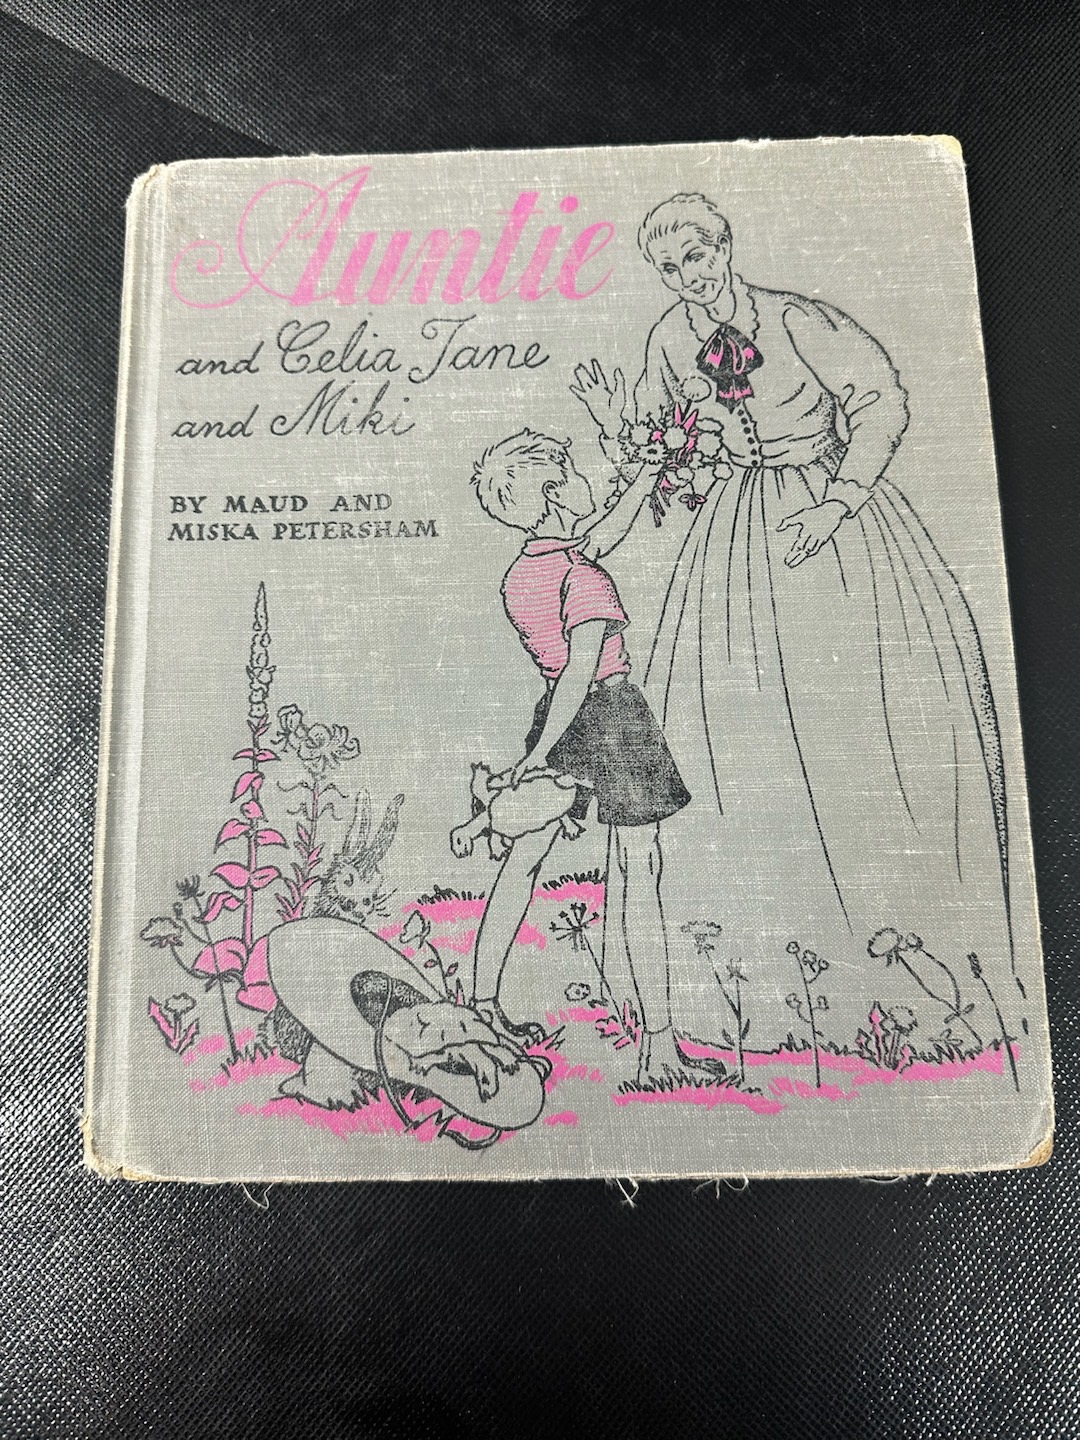 Auntie
and Celia Jane
and Miki
BY MAUD AND
MISKA PETERSHAM